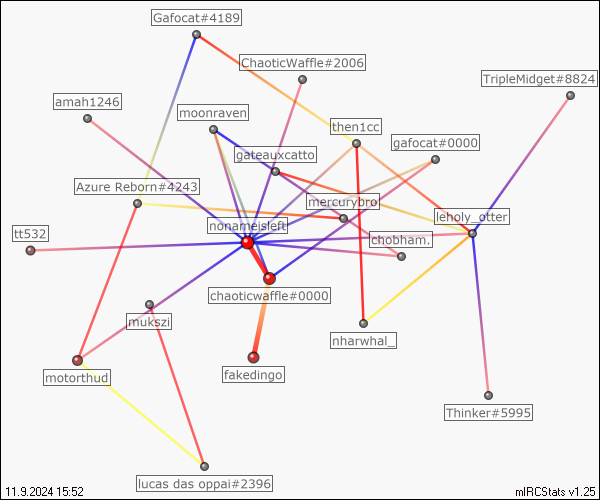 Gafocat#4189
ChaoticWaffle#2006
TripleMidget#8824
amah1246
moonraven
then1cc
gafocat#0000
gateauxcatto
Azure Reborn#4243
mercurybro
leholy_otter
nonameisleft
tt532
chobham.
chaoticwaffle#0000
mukszi
nharwhal_
motorthud
fakedingo
Thinker#5995
lucas das oppai#2396
11.9.2024 15:52
mIRCStats v1.25